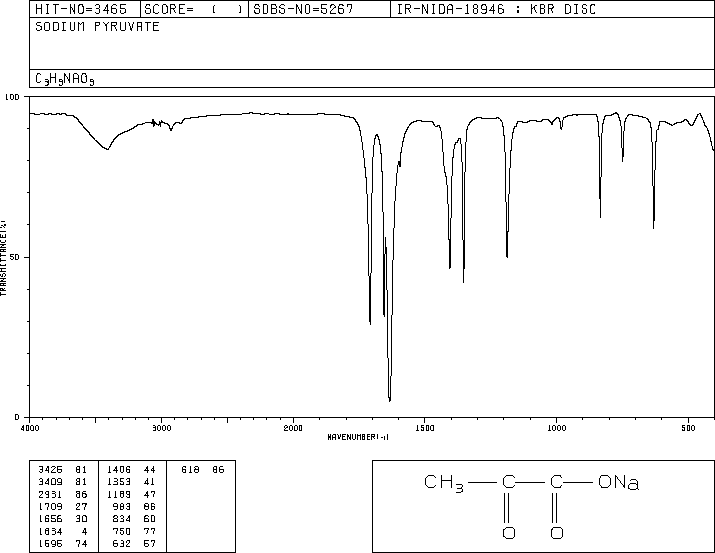 HIT-NO=3465 SCORE= ( ) SDBS-NO=5267 IR-NIDA-18946 : KBR DISC
SODIUM PYRUVATE
C3H3NAO3
100
TRANSMITTANCE(%)
50
0
4000 3000 2000 1500 1000 500
WAVENUMBER(-1)
3425 81 1406 44 618 86
3409 81 1353 41
2931 86 1189 47
1709 27 983 86
1656 30 834 60
1634 4 750 77
1595 74 632 57
CH3 C C ONa
O O